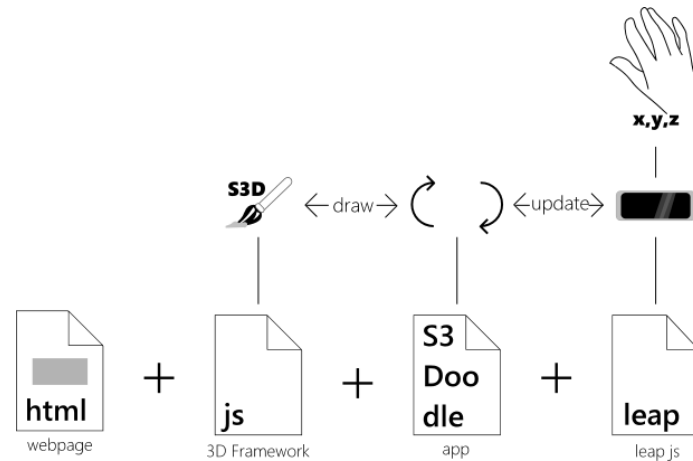 x,y,z
S3D
draw
update
html
js
S3
Doo
dle
leap
webpage
3D Framework
app
leap js